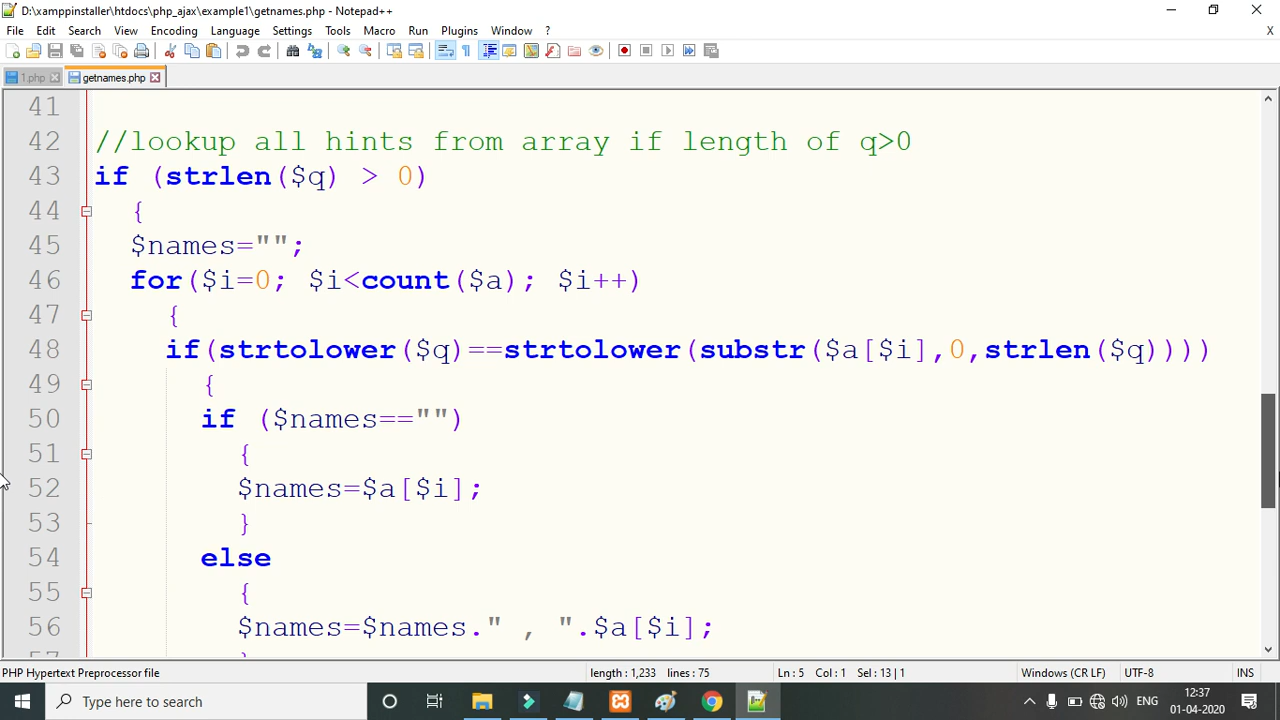 D:\xamppinstaller\htdocs\php_ajax\example1\getnames.php - Notepad++
File Edit Search View Encoding Language Settings Tools Macro Run Plugins Window ? X
1.php getnames.php
41
42 //lookup all hints from array if length of q>0
43 if (strlen($q) > 0)
44 {
45 $names="";
46 for($i=0; $i<count($a); $i++)
47 {
48 if(strtolower($q)==strtolower(substr($a[$i],0,strlen($q))))
49 {
50 if ($names=="")
51 {
52 $names=$a[$i];
53 }
54 else
55 {
56 $names=$names." , ".$a[$i];
57 }
PHP Hypertext Preprocessor file length : 1,233 lines : 75 Ln : 5 Col : 1 Sel : 13 | 1 Windows (CR LF) UTF-8 INS
Type here to search ENG 12:37
01-04-2020